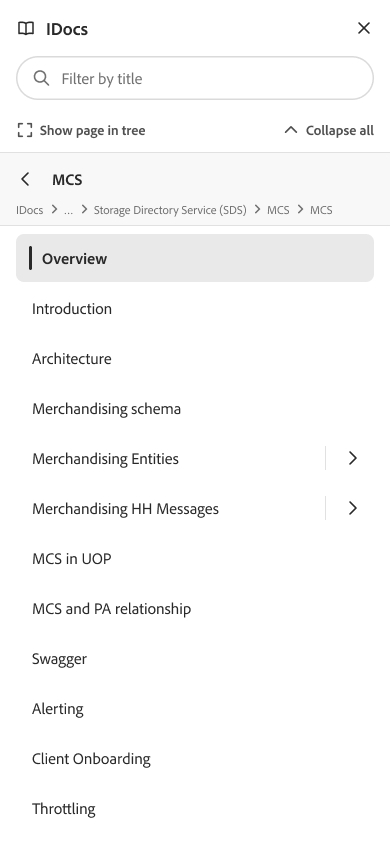 IDocs
Filter by title
Show page in tree Collapse all
MCS
IDocs ... Storage Directory Service (SDS) MCS MCS
Overview
Introduction
Architecture
Merchandising schema
Merchandising Entities
Merchandising HH Messages
MCS in UOP
MCS and PA relationship
Swagger
Alerting
Client Onboarding
Throttling